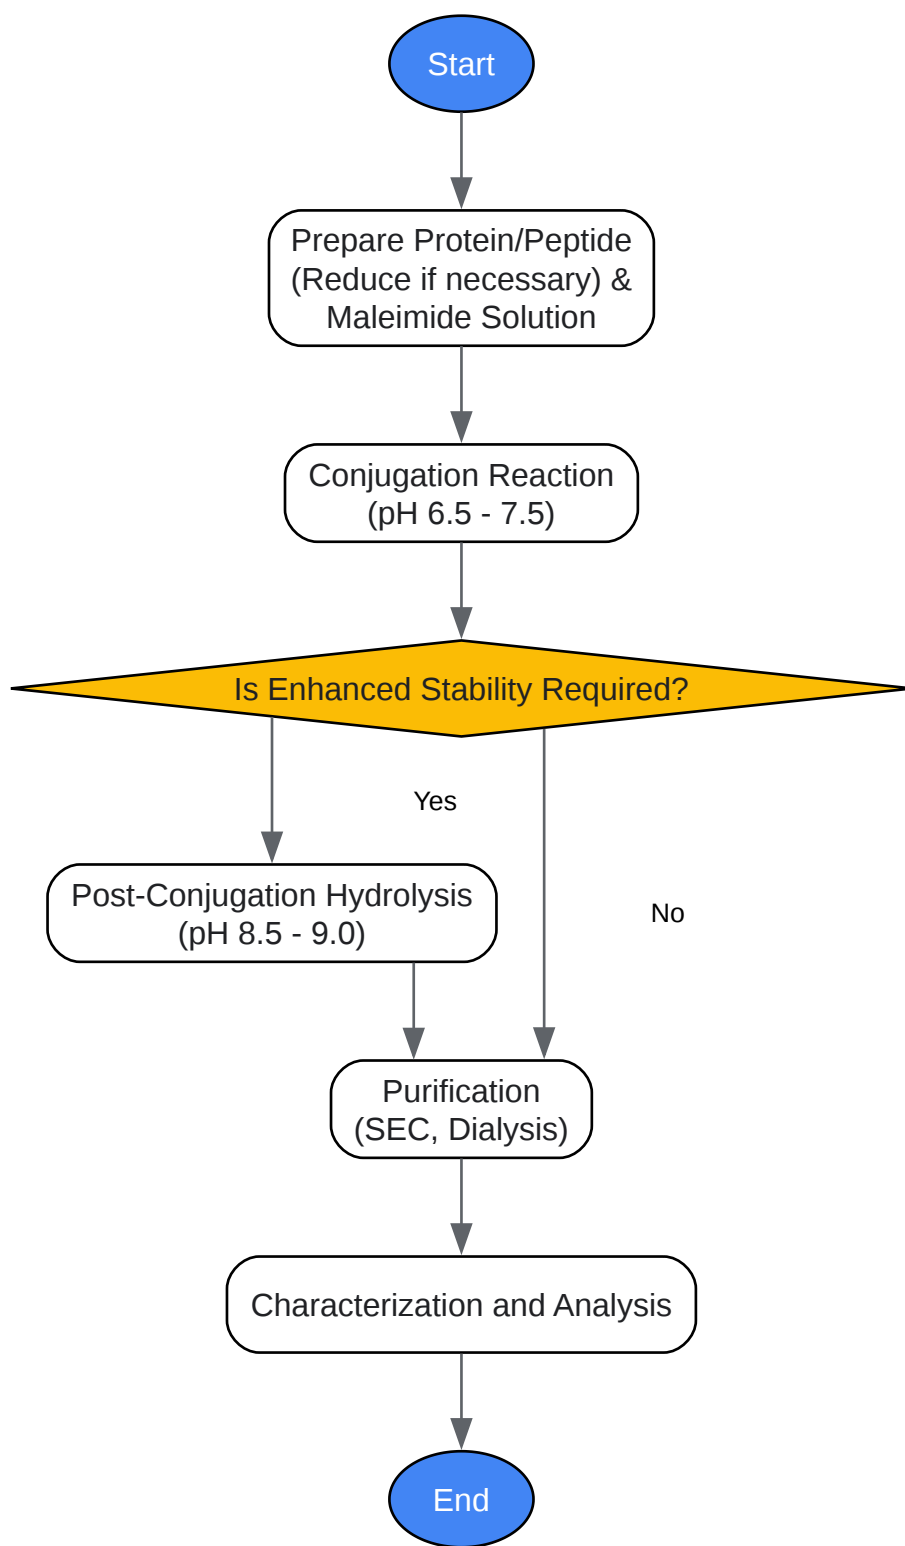 Start
Prepare Protein/Peptide
(Reduce if necessary) &
Maleimide Solution
Conjugation Reaction
(pH 6.5 - 7.5)
Is Enhanced Stability Required?
Yes
Post-Conjugation Hydrolysis
(pH 8.5 - 9.0)
No
Purification
(SEC, Dialysis)
Characterization and Analysis
End